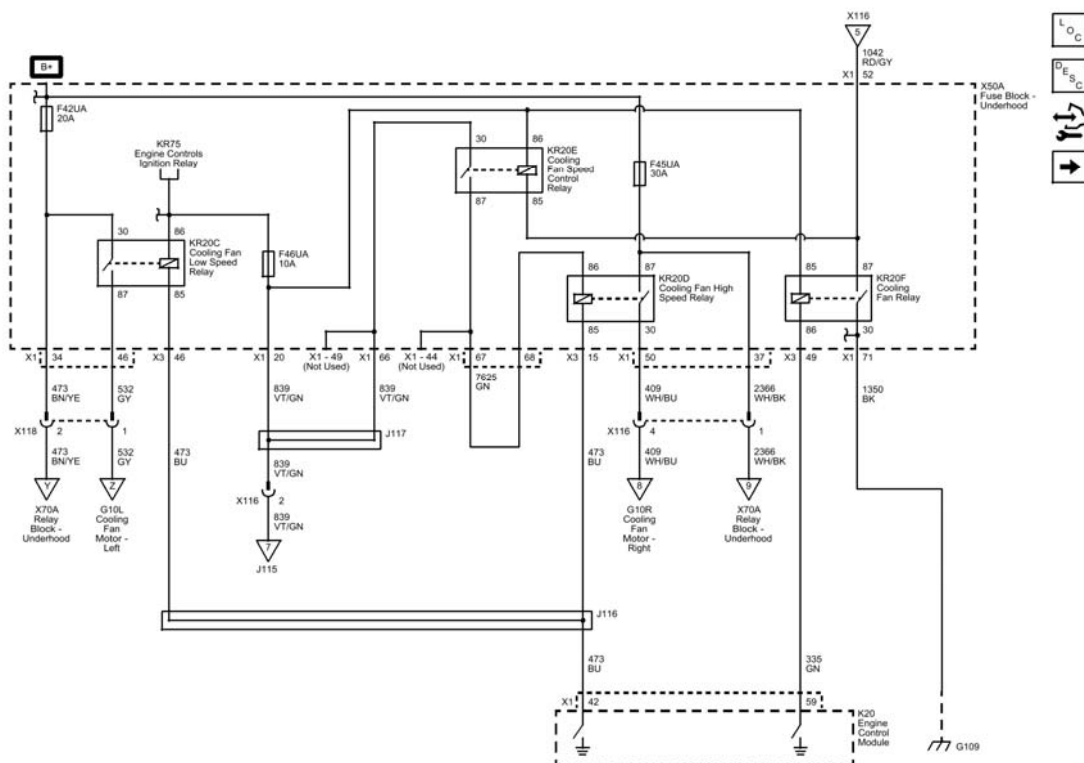 X116
5
1042
RD/GY
X1 52
LOC
DESC
B+
X50A
Fuse Block -
Underhood
F42UA
20A
KR75
Engine Controls
Ignition Relay
30 86
KR20E
Cooling
Fan Speed
Control
Relay
87 85
F45UA
30A
30 86
KR20C
Cooling Fan
Low Speed
Relay
87 85
F46UA
10A
86 87
KR20D
Cooling Fan High
Speed Relay
85 30
85 87
KR20F
Cooling
Fan Relay
86 30
X1 34 46 X3 46 X1 20 X1 - 49 X1 66 X1 - 44 X1 67 68 X3 15 X1 50 37 X3 49 X1 71
(Not Used) (Not Used)
473
BN/YE
532
GY
839
VT/GN
839
VT/GN
7625
GN
409
WH/BU
2366
WH/BK
1350
BK
X118 2 1
J117
X116 4 1
473
BN/YE
532
GY
473
BU
839
VT/GN
473
BU
409
WH/BU
2366
WH/BK
X116 2
Y
X70A
Relay
Block -
Underhood
Z
G10L
Cooling
Fan
Motor -
Left
839
VT/GN
7
J115
8
G10R
Cooling
Fan
Motor -
Right
9
X70A
Relay
Block -
Underhood
J116
473
BU
335
GN
X1 42 59
K20
Engine
Control
Module
G109